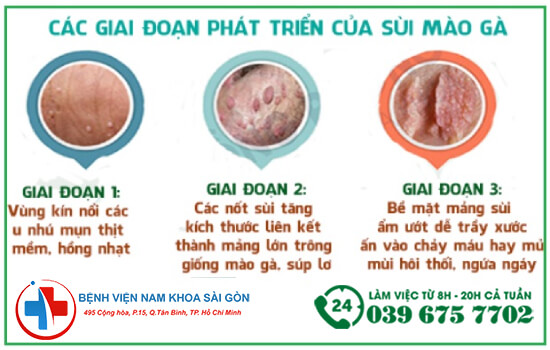 CÁC GIAI ĐOẠN PHÁT TRIỂN CỦA SÙI MÀO GÀ
GIAI ĐOẠN 1:
Vùng kín nổi các
u nhú mụn thịt
mềm, hồng nhạt
GIAI ĐOẠN 2:
Các nốt sùi tăng
kích thước liên kết
thành mảng lớn trông
giống mào gà, súp lơ
GIAI ĐOẠN 3:
Bề mặt mảng sùi
ẩm ướt dễ trầy xước
ấn vào chảy máu hay mủ
mùi hôi thối, ngứa ngáy
BỆNH VIỆN NAM KHOA SÀI GÒN
495 Cộng hòa, P.15, Q.Tân Bình, TP. Hồ Chí Minh
24
LÀM VIỆC TỪ 8H - 20H CẢ TUẦN
039 675 7702